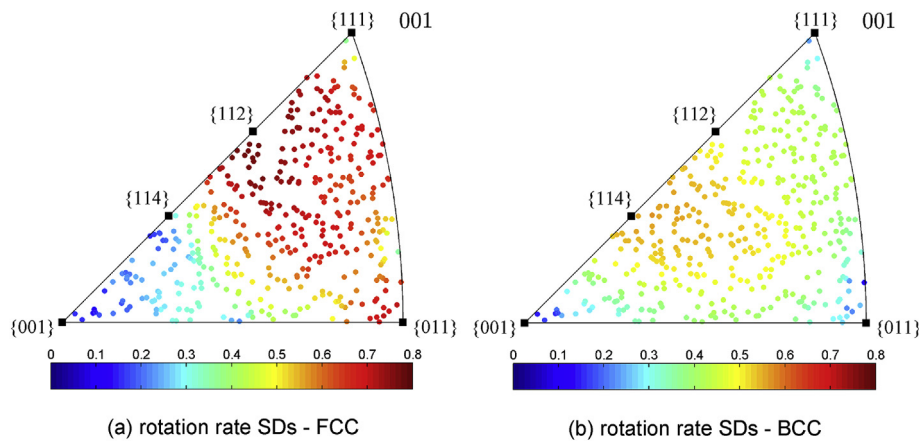 {111} 001
{112}
{114}
{001} {011}
0 0.1 0.2 0.3 0.4 0.5 0.6 0.7 0.8
(a) rotation rate SDs - FCC
{111} 001
{112}
{114}
{001} {011}
0 0.1 0.2 0.3 0.4 0.5 0.6 0.7 0.8
(b) rotation rate SDs - BCC